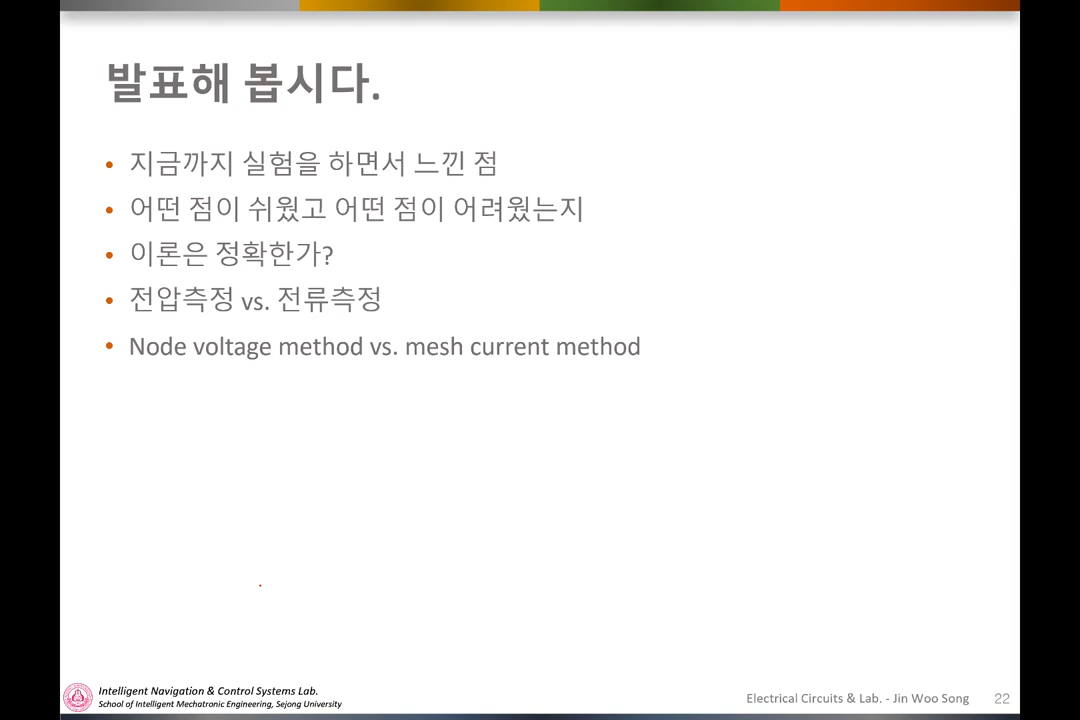 발표해 봅시다.
• 지금까지 실험을 하면서 느낀 점
• 어떤 점이 쉬웠고 어떤 점이 어려웠는지
• 이론은 정확한가?
• 전압측정 vs. 전류측정
• Node voltage method vs. mesh current method
Intelligent Navigation & Control Systems Lab.
School of Intelligent Mechatronic Engineering, Sejong University
Electrical Circuits & Lab. - Jin Woo Song 22